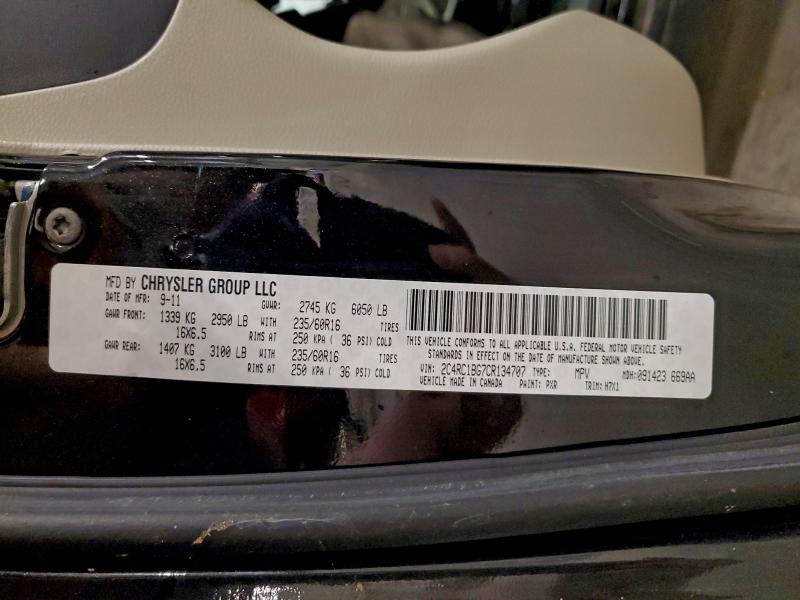 MFD BY CHRYSLER GROUP LLC
DATE OF MFR: 9-11 GVWR: 2745 KG 6050 LB
GAWR FRONT: 1339 KG 2950 LB WITH 235/60R16 TIRES
16X6.5 RIMS AT 250 KPA ( 36 PSI) COLD
GAWR REAR: 1407 KG 3100 LB WITH 235/60R16 TIRES
16X6.5 RIMS AT 250 KPA ( 36 PSI) COLD
THIS VEHICLE CONFORMS TO ALL APPLICABLE U.S.A. FEDERAL MOTOR VEHICLE SAFETY
STANDARDS IN EFFECT ON THE DATE OF MANUFACTURE SHOWN ABOVE.
VIN: 2C4RC1BG7CR134707 TYPE: MPV MDH:091423 669AA
VEHICLE MADE IN CANADA PAINT: PXR TRIM: H7X1